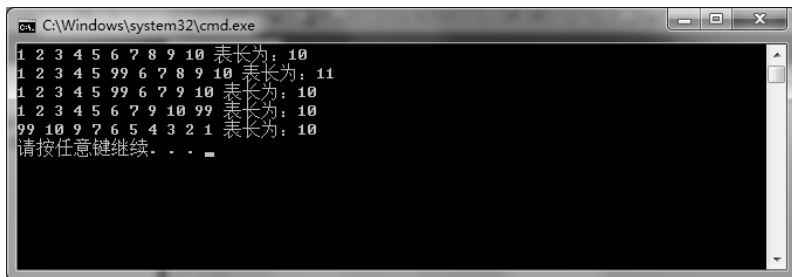 C:\Windows\system32\cmd.exe
1 2 3 4 5 6 7 8 9 10 表长为：10
1 2 3 4 5 99 6 7 8 9 10 表长为：11
1 2 3 4 5 99 6 7 9 10 表长为：10
1 2 3 4 5 6 7 9 10 99 表长为：10
99 10 9 7 6 5 4 3 2 1 表长为：10
请按任意键继续. . .